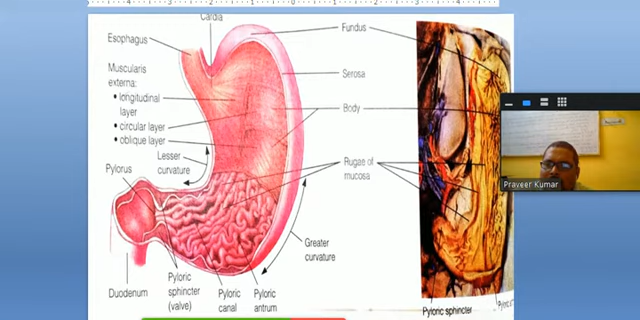 Cardia
Esophagus
Fundus
Muscularis
externa:
• longitudinal
layer
• circular layer
• oblique layer
Serosa
Body
Lesser
curvature
Pylorus
Rugae of
mucosa
Greater
curvature
Duodenum
Pyloric
sphincter
(valve)
Pyloric
canal
Pyloric
antrum
Pyloric sphincter
Praveer Kumar